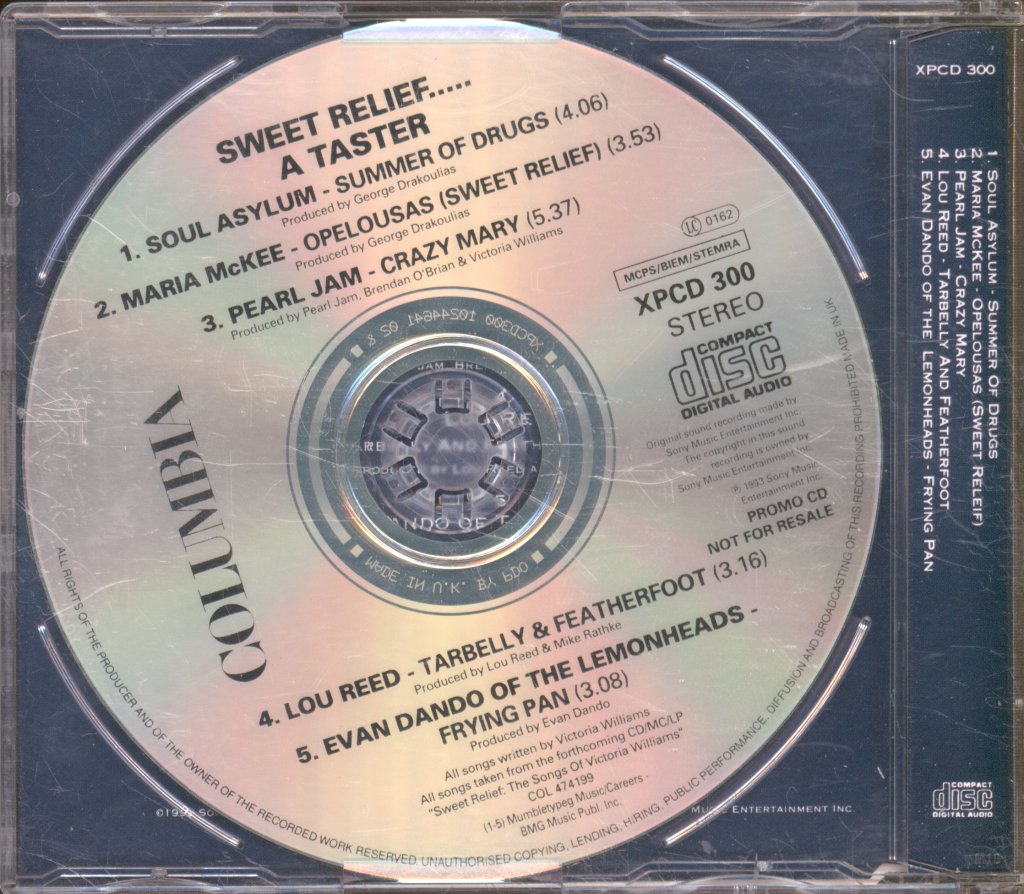 SWEET RELIEF.....
A TASTER
1. SOUL ASYLUM - SUMMER OF DRUGS (4.06)
Produced by George Drakoulias
2. MARIA McKEE - OPELOUSAS (SWEET RELIEF) (3.53)
Produced by George Drakoulias
3. PEARL JAM - CRAZY MARY (5.37)
Produced by Pearl Jam, Brendan O'Brian & Victoria Williams
LC 0162
MCPS/BIEM/STEMRA
XPCD 300
STEREO
COMPACT
disc
DIGITAL AUDIO
Original sound recording made by
Sony Music Entertainment Inc.
The copyright in this sound
recording is owned by
Sony Music Entertainment Inc.
℗ 1993 Sony Music
Entertainment Inc.
PROMO CD
NOT FOR RESALE
COLUMBIA
4. LOU REED - TARBELLY & FEATHERFOOT (3.16)
Produced by Lou Reed & Mike Rathke
5. EVAN DANDO OF THE LEMONHEADS -
FRYING PAN (3.08)
Produced by Evan Dando
All songs written by Victoria Williams
All songs taken from the forthcoming CD/MC/LP
"Sweet Relief: The Songs Of Victoria Williams"
COL 474199
(1-5) Mumbletypeg Music/Careers -
BMG Music Publ. Inc.
ALL RIGHTS OF THE PRODUCER AND OF THE OWNER OF THE RECORDED WORK RESERVED. UNAUTHORISED COPYING, LENDING, HIRING, PUBLIC PERFORMANCE, DIFFUSION AND BROADCASTING OF THIS RECORDING PROHIBITED MADE IN UK
XPCD300 10244641 02 8
MADE IN U.K. BY PDO
MUSIC ENTERTAINMENT INC
XPCD 300
1. SOUL ASYLUM · SUMMER OF DRUGS
2. MARIA MCKEE · OPELOUSAS (SWEET RELEIF)
3. PEARL JAM · CRAZY MARY
4. LOU REED · TARBELLY AND FEATHERFOOT
5. EVAN DANDO OF THE LEMONHEADS · FRYING PAN
COMPACT
disc
DIGITAL AUDIO